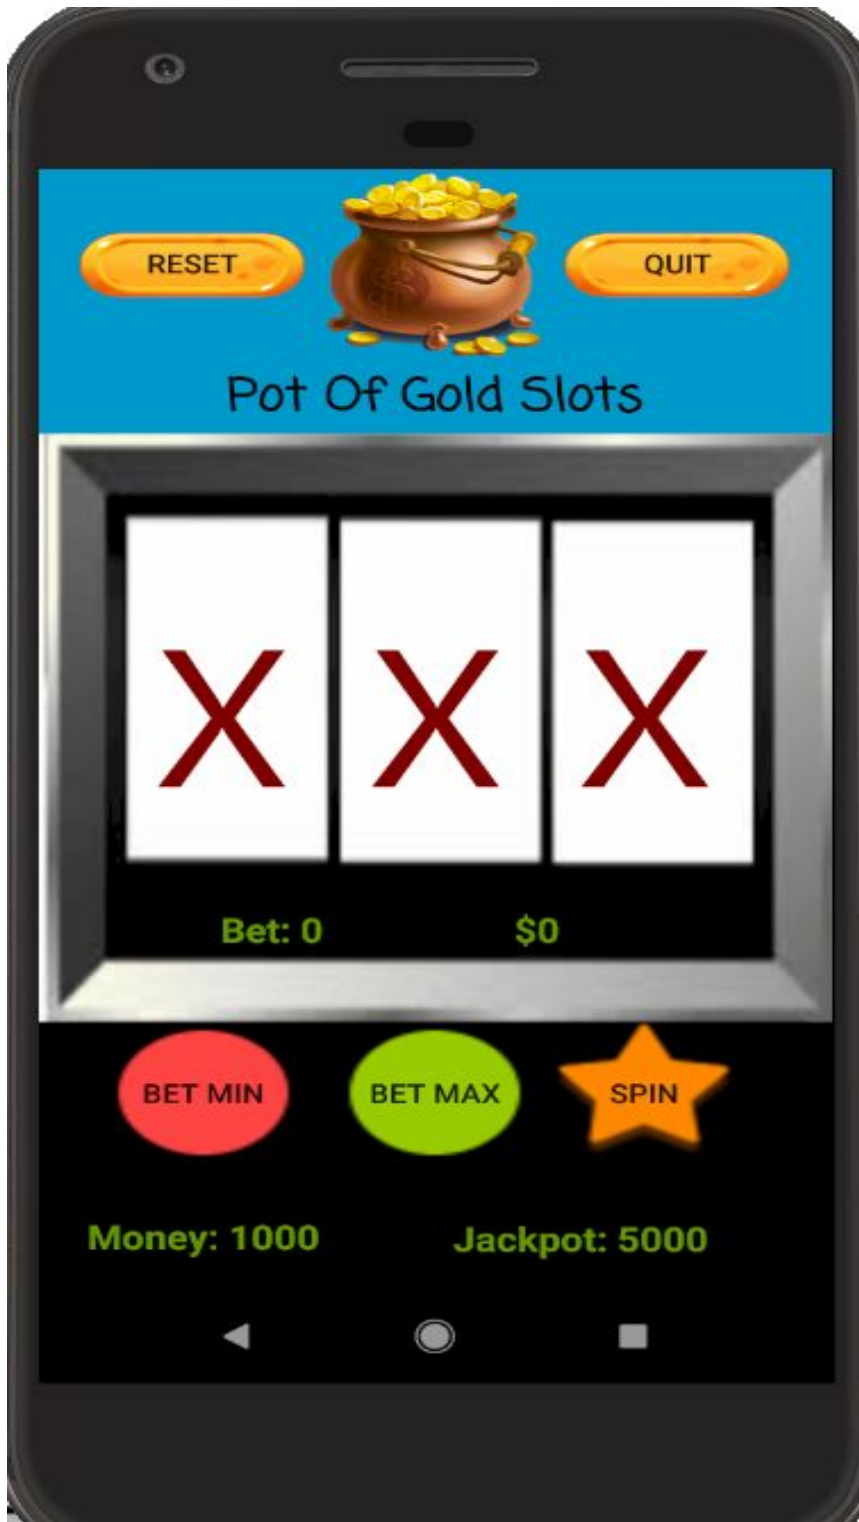 RESET
QUIT
Pot Of Gold Slots
X X X
Bet: 0 $0
BET MIN BET MAX SPIN
Money: 1000 Jackpot: 5000